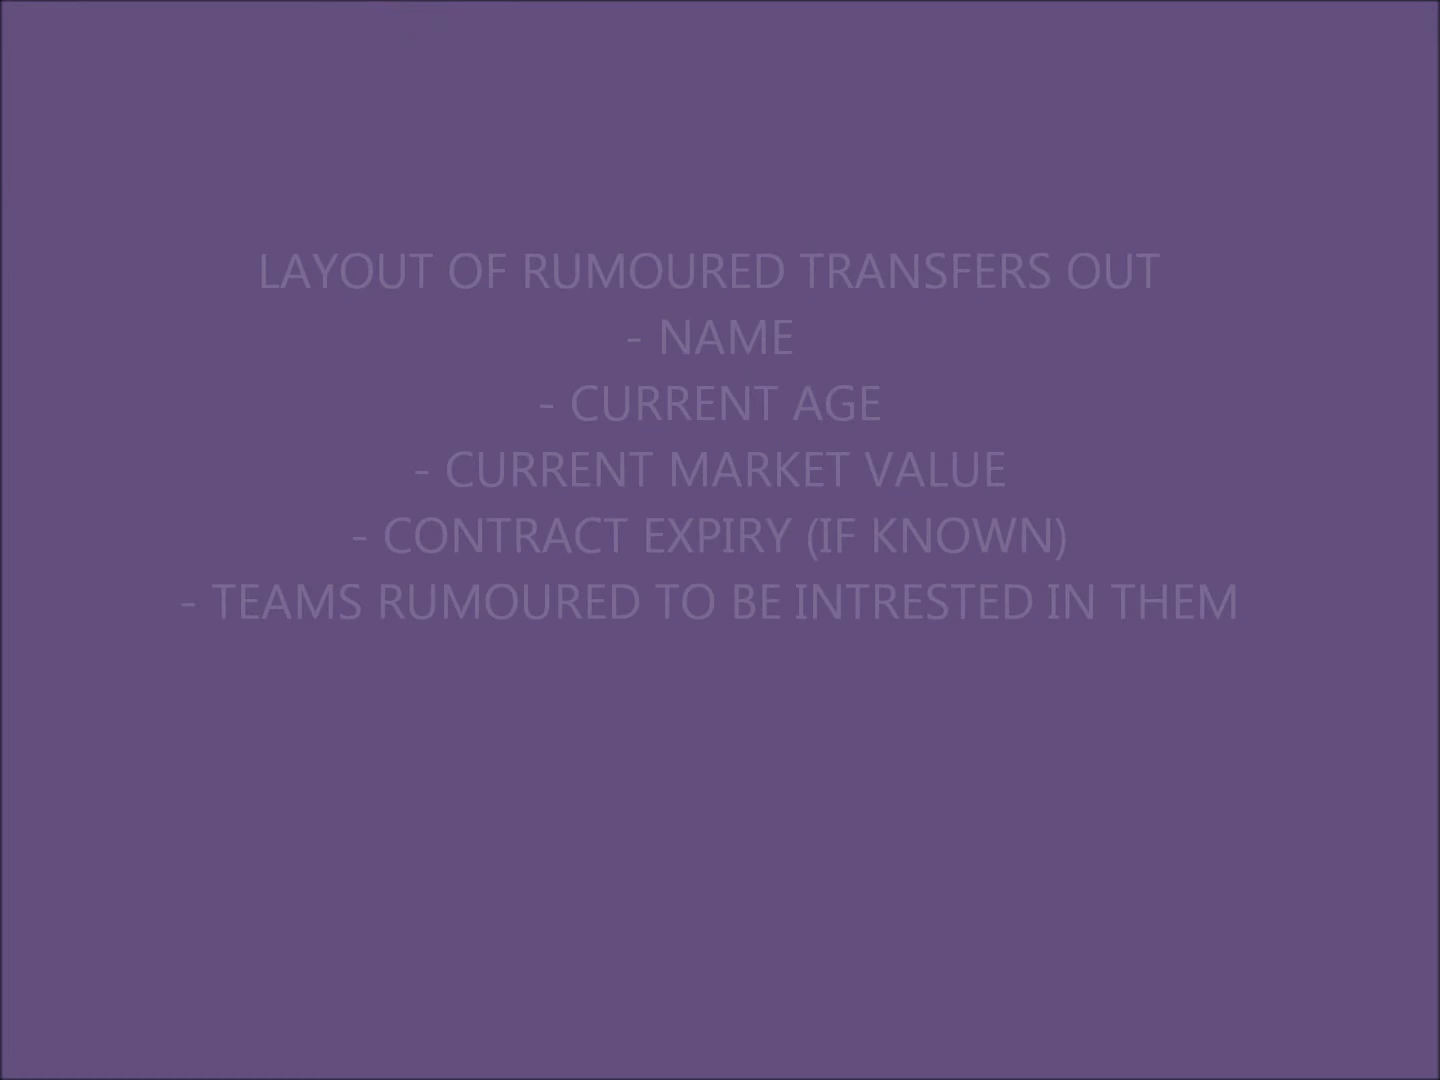 LAYOUT OF RUMOURED TRANSFERS OUT
- NAME
- CURRENT AGE
- CURRENT MARKET VALUE
- CONTRACT EXPIRY (IF KNOWN)
- TEAMS RUMOURED TO BE INTRESTED IN THEM